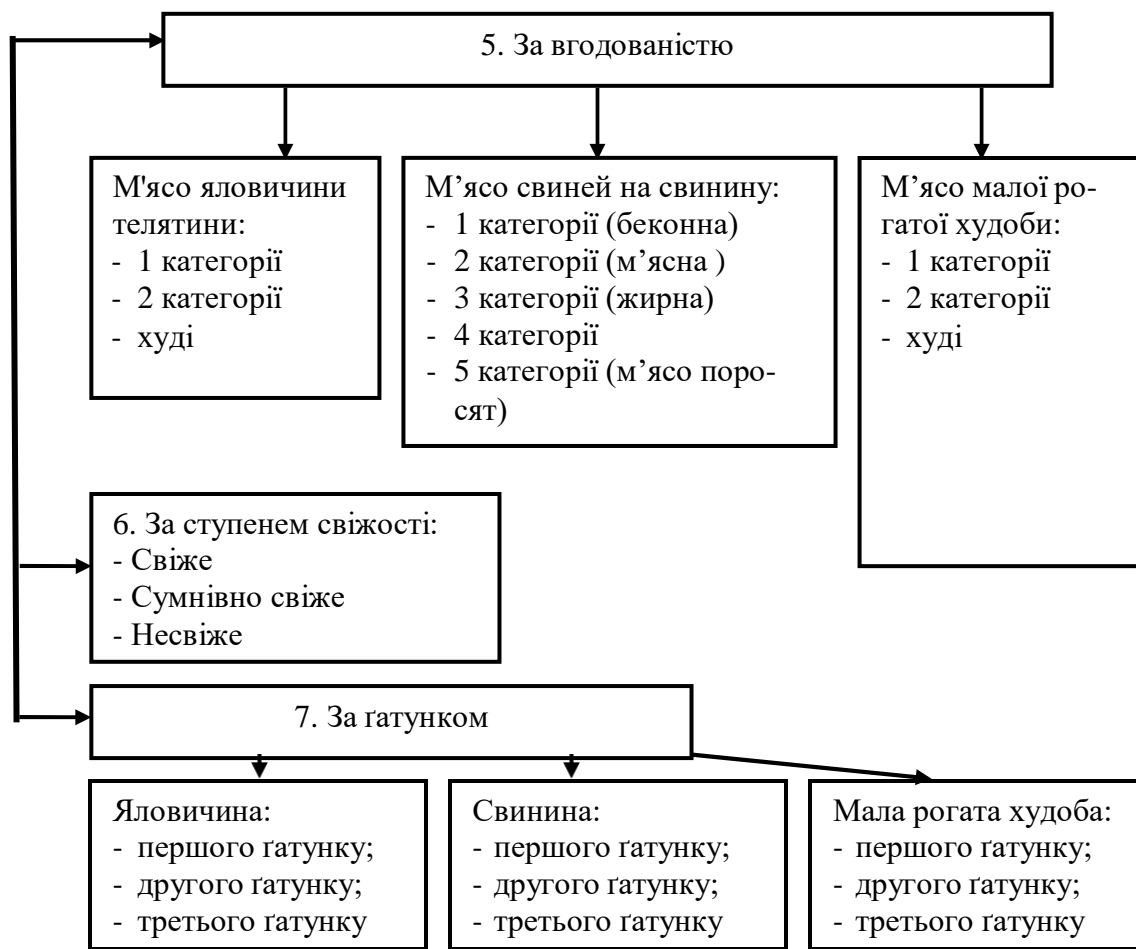 5. За вгодованістю
М'ясо яловичини
телятини:
- 1 категорії
- 2 категорії
- худі
М’ясо свиней на свинину:
- 1 категорії (беконна)
- 2 категорії (м’ясна )
- 3 категорії (жирна)
- 4 категорії
- 5 категорії (м’ясо поро-
сят)
М’ясо малої ро-
гатої худоби:
- 1 категорії
- 2 категорії
- худі
6. За ступенем свіжості:
- Свіже
- Сумнівно свіже
- Несвіже
7. За ґатунком
Яловичина:
- першого ґатунку;
- другого ґатунку;
- третього ґатунку
Свинина:
- першого ґатунку;
- другого ґатунку;
- третього ґатунку
Мала рогата худоба:
- першого ґатунку;
- другого ґатунку;
- третього ґатунку